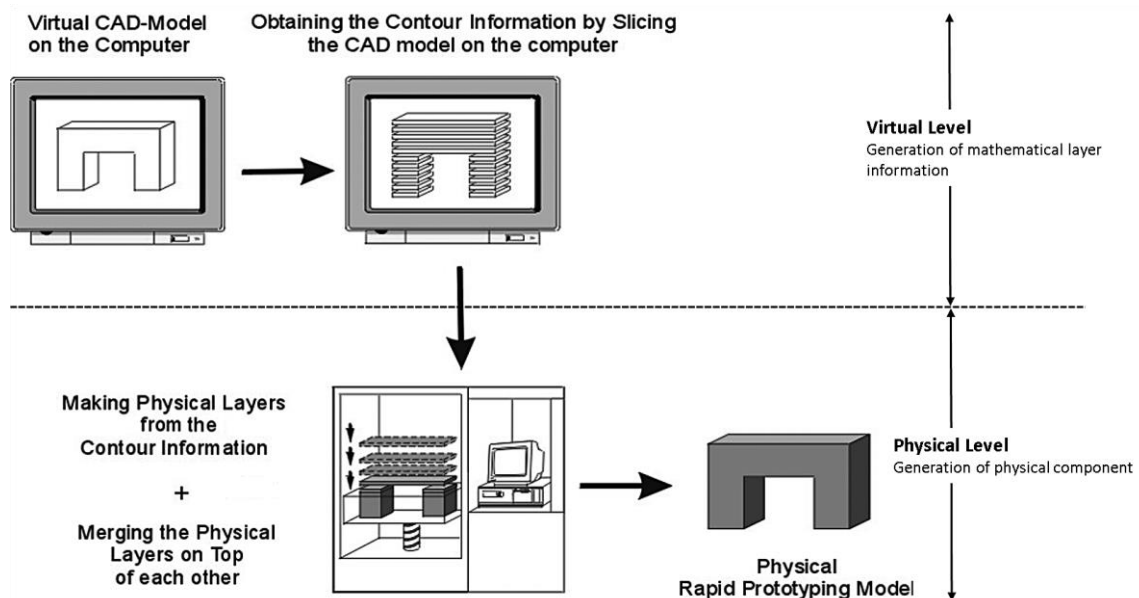 Virtual CAD-Model
on the Computer
Obtaining the Contour Information by Slicing
the CAD model on the computer
Virtual Level
Generation of mathematical layer
information
Making Physical Layers
from the
Contour Information
+
Merging the Physical
Layers on Top
of each other
Physical Level
Generation of physical component
Physical
Rapid Prototyping Model